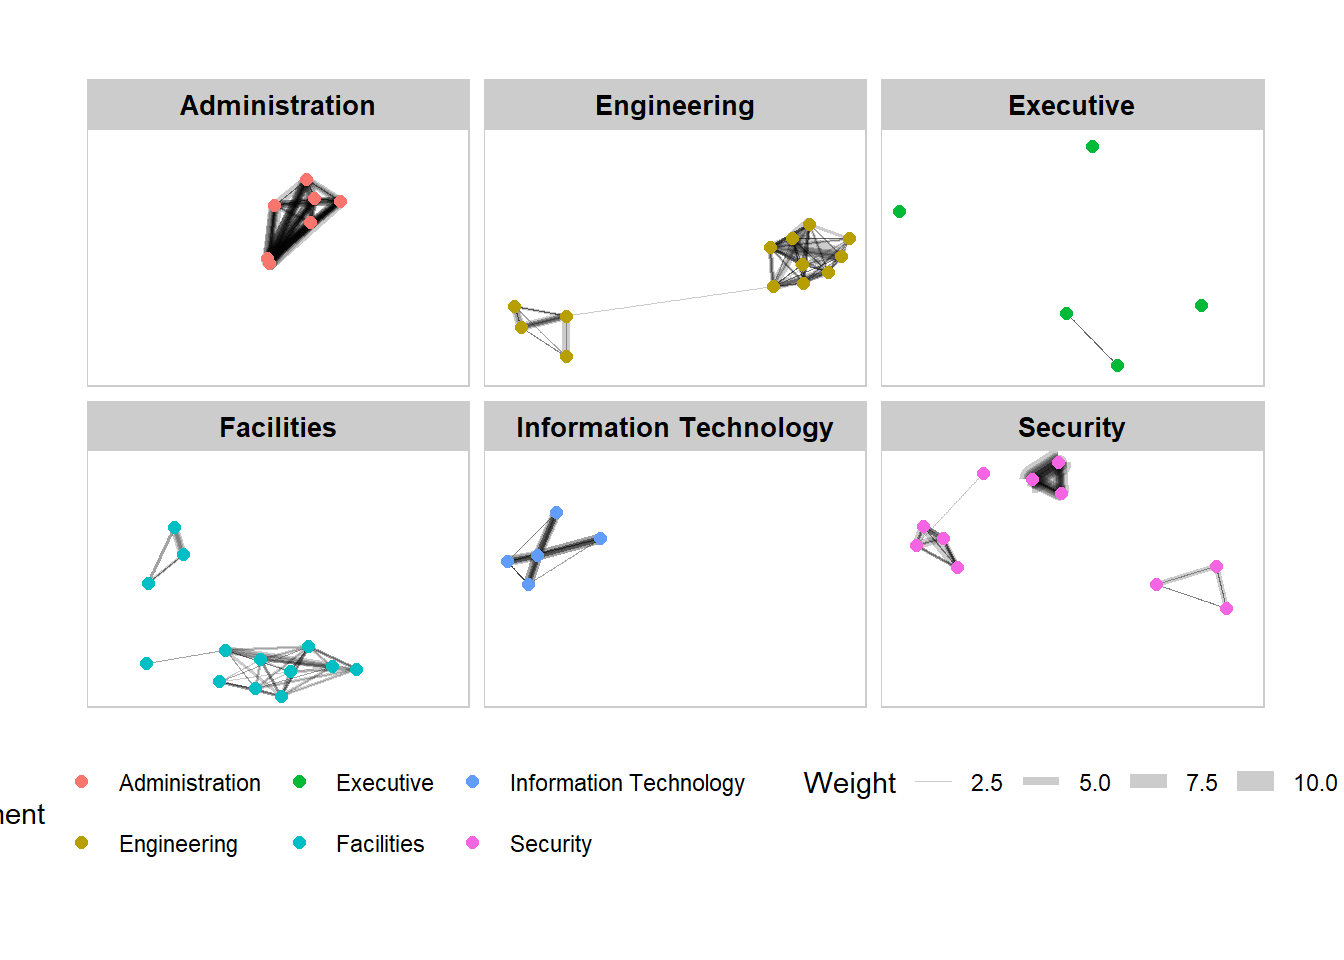 Administration Engineering Executive
Facilities Information Technology Security
Administration Executive Information Technology Weight 2.5 5.0 7.5 10.0
Engineering Facilities Security